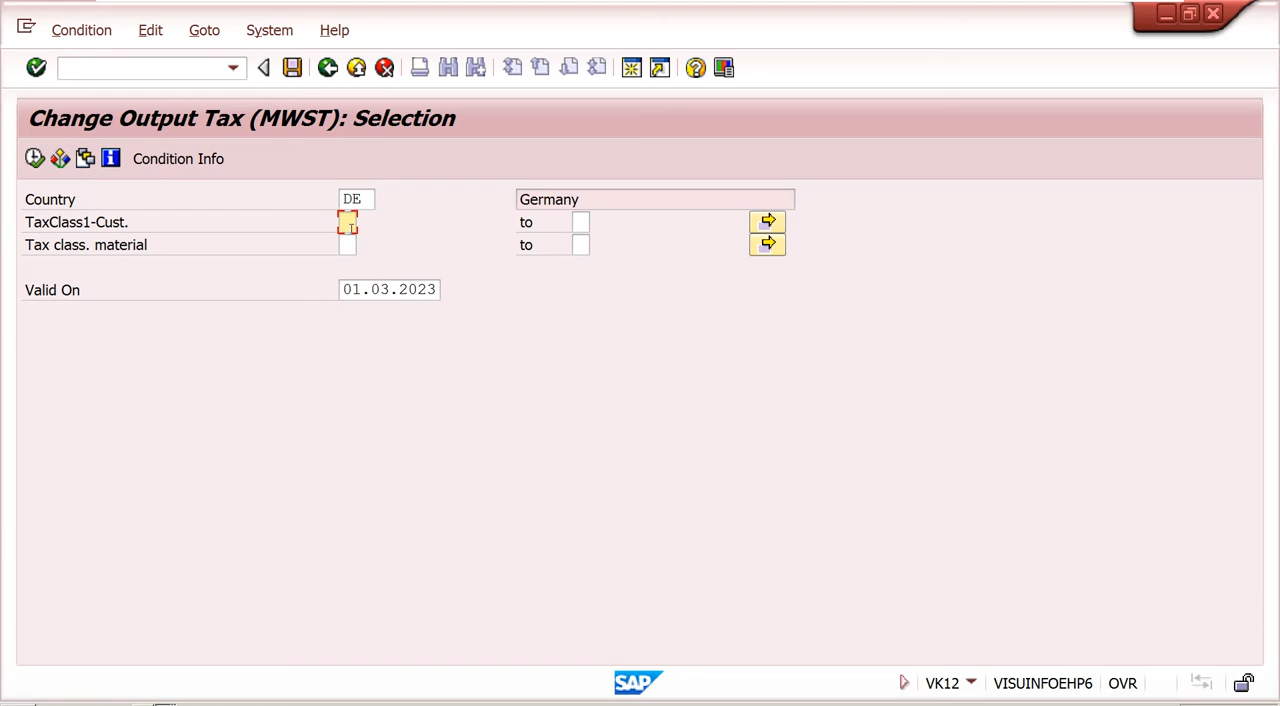 Condition Edit Goto System Help
Change Output Tax (MWST): Selection
Condition Info
Country DE Germany
TaxClass1-Cust. to
Tax class. material to
Valid On 01.03.2023
SAP VK12 VISUINFOEHP6 OVR